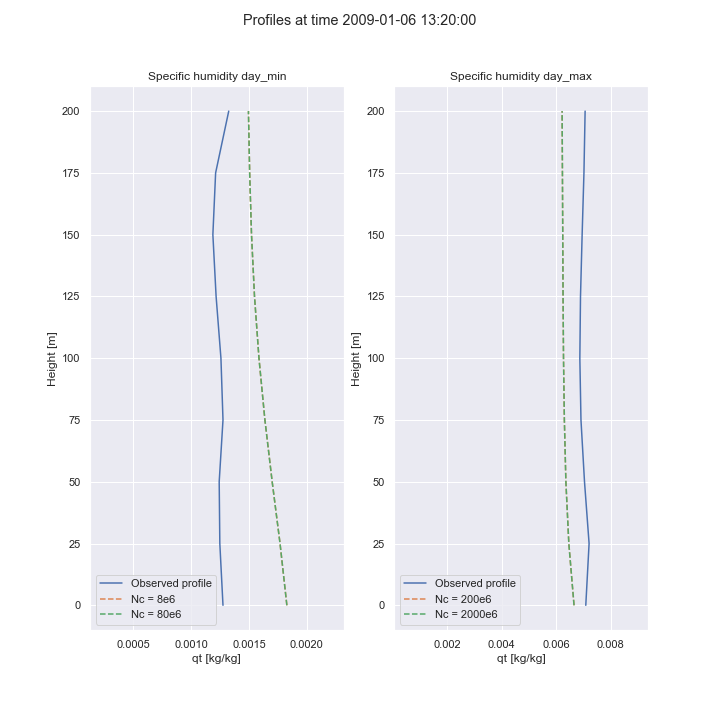 Profiles at time 2009-01-06 13:20:00
Specific humidity day_min
200
175
150
125
100
75
50
25
0
Height [m]
Observed profile
Nc = 8e6
Nc = 80e6
0.0005 0.0010 0.0015 0.0020
qt [kg/kg]
Specific humidity day_max
200
175
150
125
100
75
50
25
0
Height [m]
Observed profile
Nc = 200e6
Nc = 2000e6
0.002 0.004 0.006 0.008
qt [kg/kg]